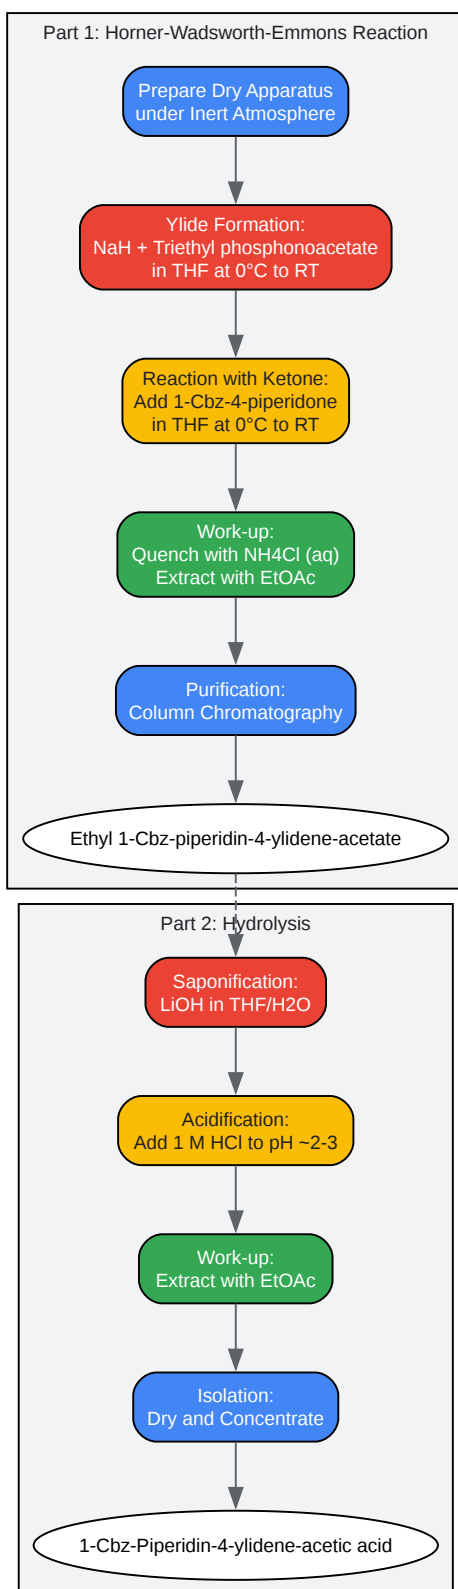 Part 1: Horner-Wadsworth-Emmons Reaction
Prepare Dry Apparatus
under Inert Atmosphere
Ylide Formation:
NaH + Triethyl phosphonoacetate
in THF at 0°C to RT
Reaction with Ketone:
Add 1-Cbz-4-piperidone
in THF at 0°C to RT
Work-up:
Quench with NH4Cl (aq)
Extract with EtOAc
Purification:
Column Chromatography
Ethyl 1-Cbz-piperidin-4-ylidene-acetate
Part 2: Hydrolysis
Saponification:
LiOH in THF/H2O
Acidification:
Add 1 M HCl to pH ~2-3
Work-up:
Extract with EtOAc
Isolation:
Dry and Concentrate
1-Cbz-Piperidin-4-ylidene-acetic acid